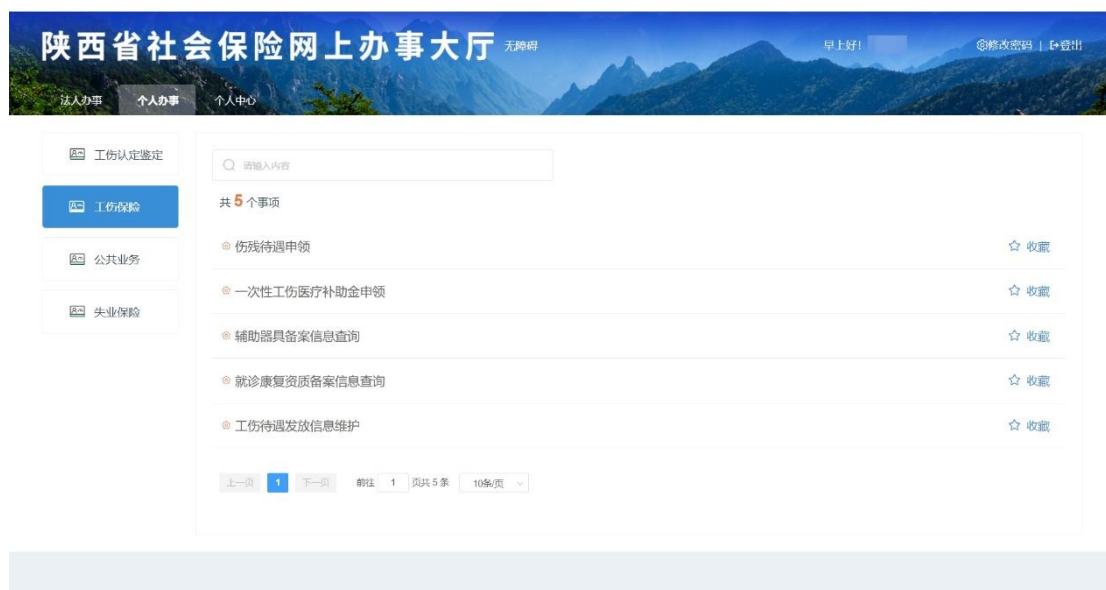 陕西省社会保险网上办事大厅 无障碍
早上好!
修改密码 | 登出
法人办事 个人办事 个人中心
工伤认定鉴定
工伤保险
公共业务
失业保险
请输入内容
共 5 个事项
伤残待遇申领 收藏
一次性工伤医疗补助金申领 收藏
辅助器具备案信息查询 收藏
就诊康复资质备案信息查询 收藏
工伤待遇发放信息维护 收藏
上一页 1 下一页 前往 1 页共 5 条 10条/页